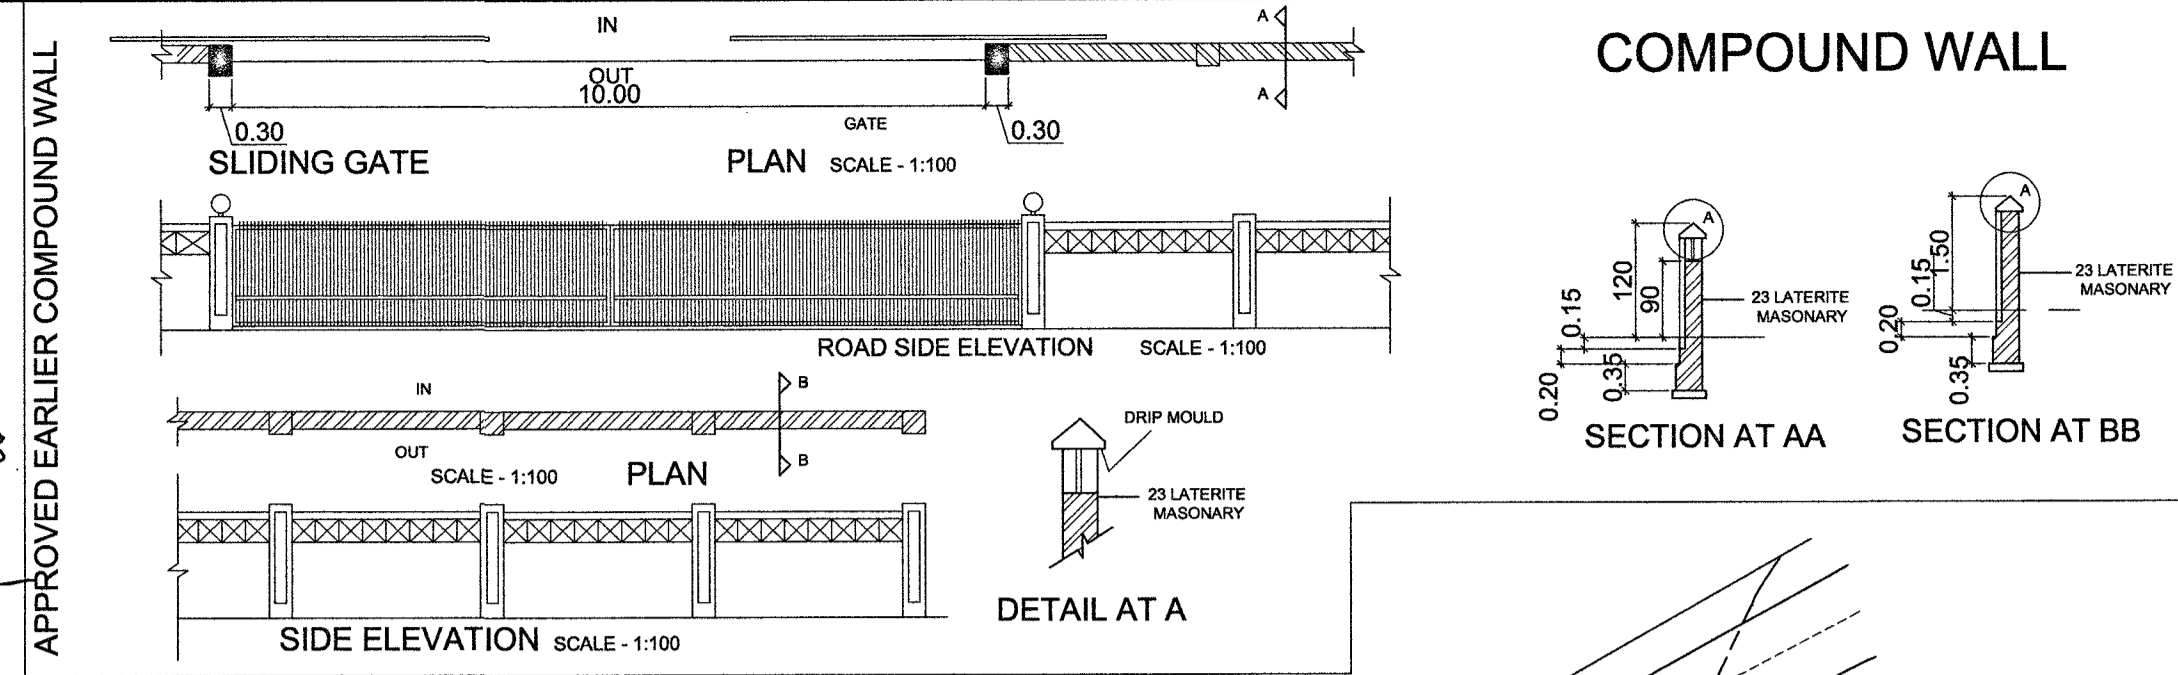 APPROVED EARLIER COMPOUND WALL
COMPOUND WALL
IN
A
OUT
10.00
A
0.30
GATE
0.30
SLIDING GATE
PLAN SCALE - 1:100
ROAD SIDE ELEVATION SCALE - 1:100
IN
B
OUT
B
SCALE - 1:100 PLAN
SIDE ELEVATION SCALE - 1:100
DRIP MOULD
23 LATERITE
MASONARY
DETAIL AT A
A
120
90
0.15
0.20
0.35
23 LATERITE
MASONARY
SECTION AT AA
A
1.50
0.15
0.20
0.35
23 LATERITE
MASONARY
SECTION AT BB